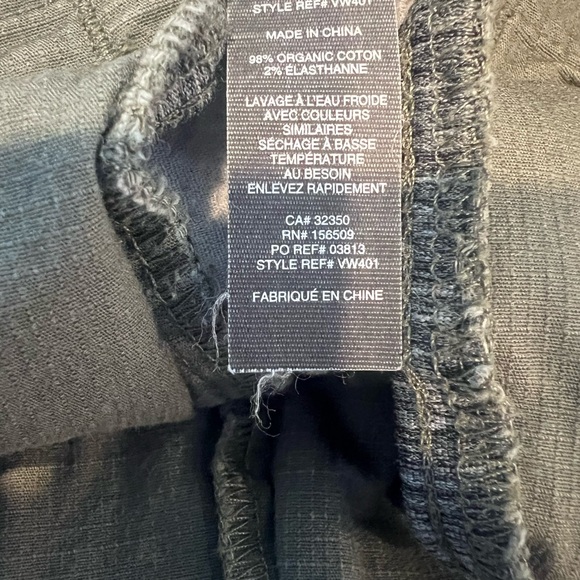 STYLE REF# VW401
MADE IN CHINA
98% ORGANIC COTON
2% ÉLASTHANNE
LAVAGE À L'EAU FROIDE
AVEC COULEURS
SIMILAIRES
SÉCHAGE À BASSE
TEMPÉRATURE
AU BESOIN
ENLEVEZ RAPIDEMENT
CA# 32350
RN# 156509
PO REF# 03813
STYLE REF# VW401
FABRIQUÉ EN CHINE